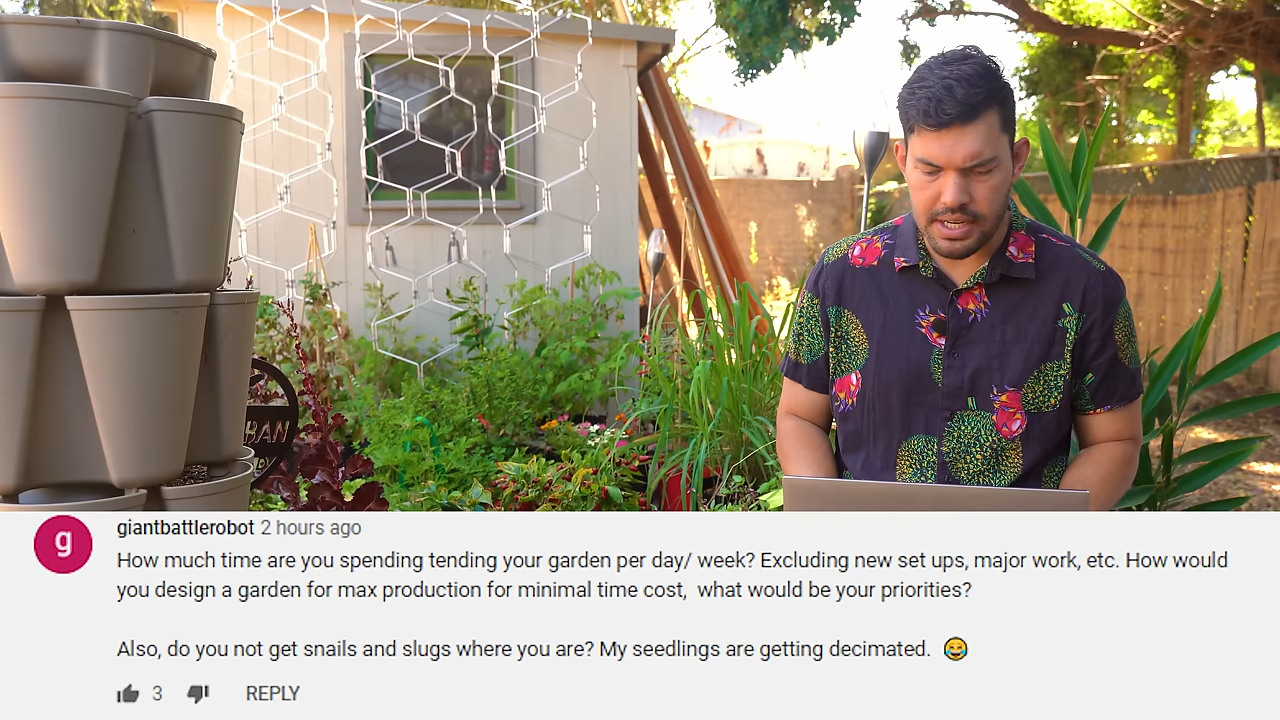 BAN
giantbattlerobot 2 hours ago
g
How much time are you spending tending your garden per day/ week? Excluding new set ups, major work, etc. How would
you design a garden for max production for minimal time cost,  what would be your priorities?
Also, do you not get snails and slugs where you are? My seedlings are getting decimated. 😂
3 REPLY